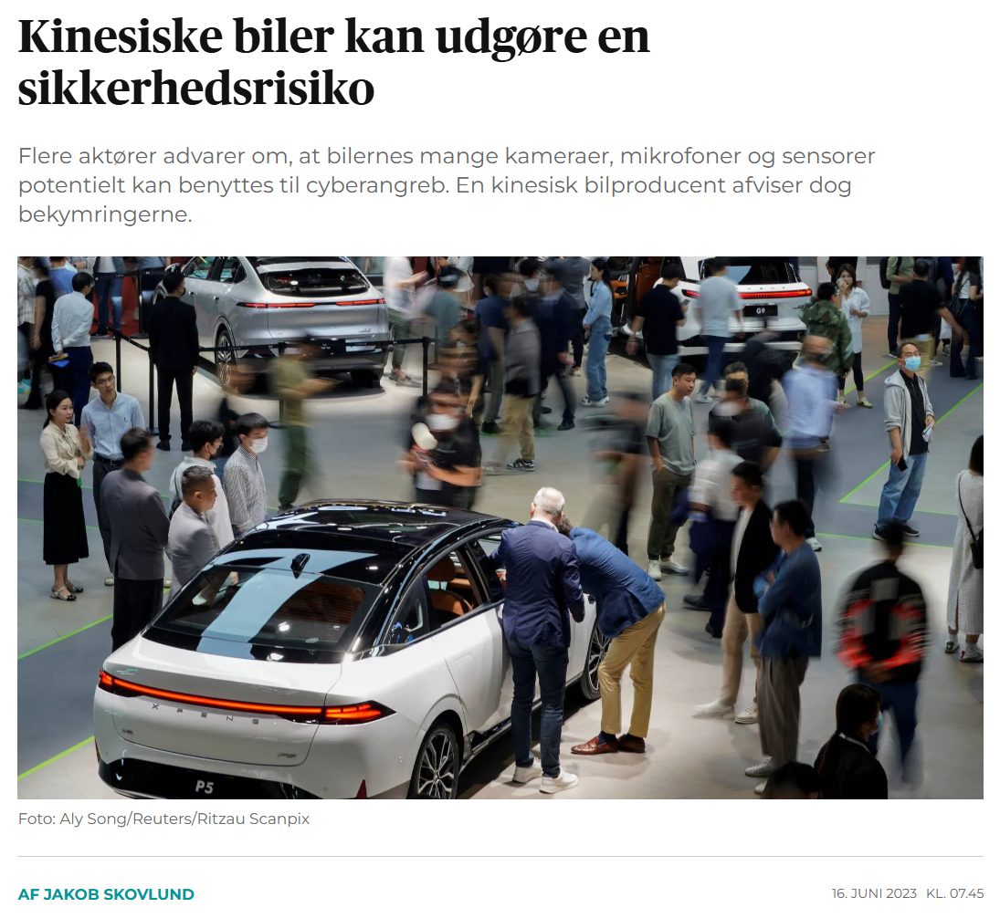 Kinesiske biler kan udgøre en
sikkerhedsrisiko
Flere aktører advarer om, at bilernes mange kameraer, mikrofoner og sensorer
potentielt kan benyttes til cyberangreb. En kinesisk bilproducent afviser dog
bekymringerne.
G9
XPENG
P5
P5
Foto: Aly Song/Reuters/Ritzau Scanpix
AF JAKOB SKOVLUND
16. JUNI 2023 KL. 07.45